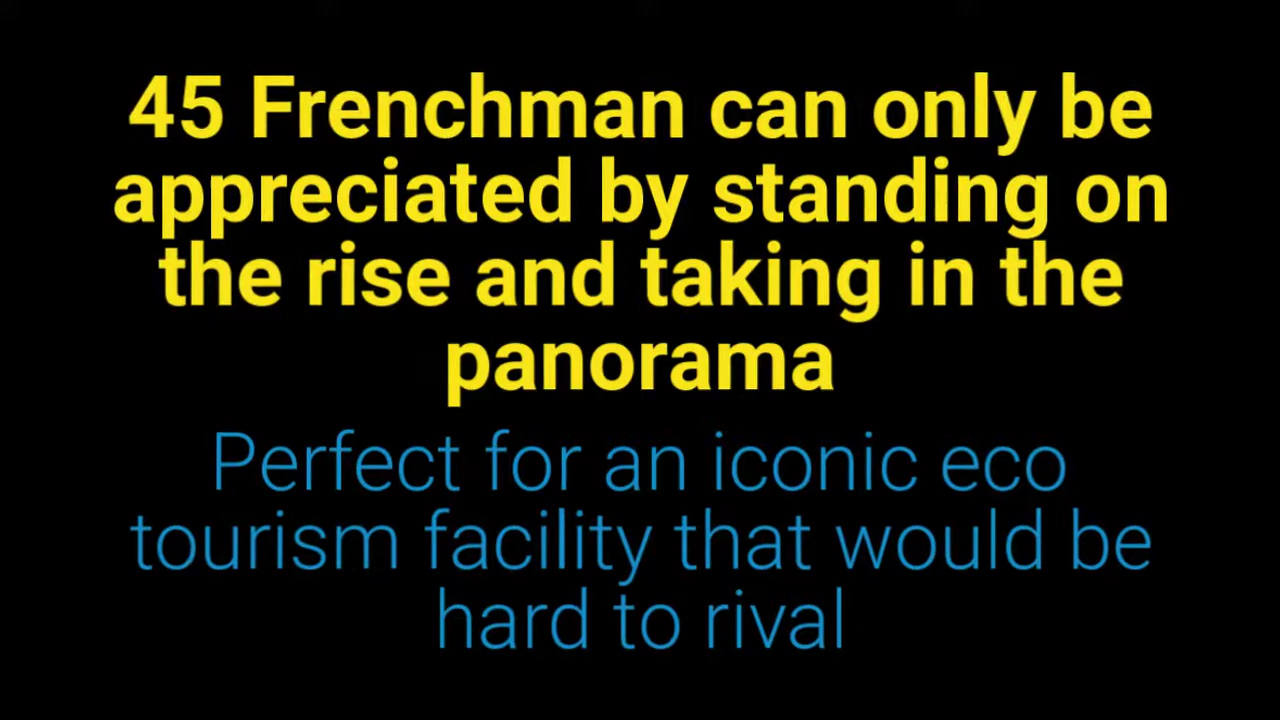 45 Frenchman can only be
appreciated by standing on
the rise and taking in the
panorama
Perfect for an iconic eco
tourism facility that would be
hard to rival